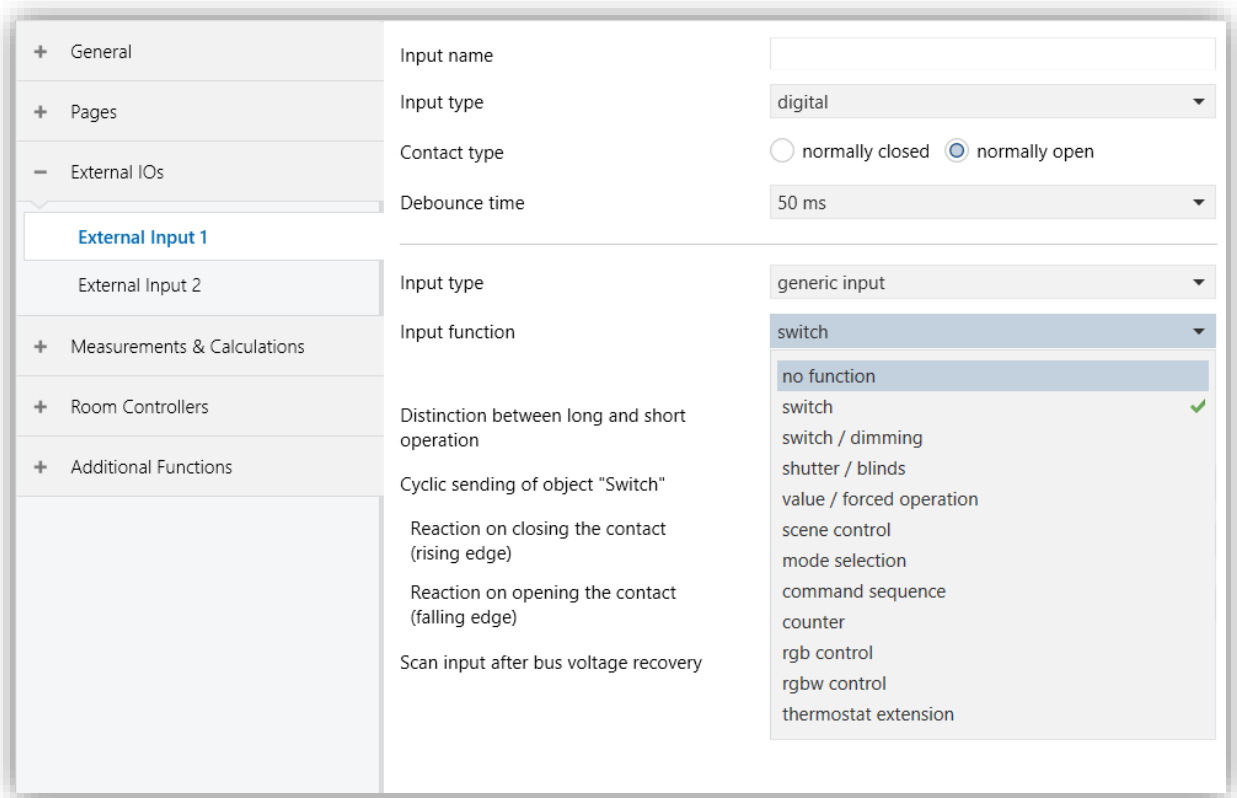 General
Pages
External IOs
External Input 1
External Input 2
Measurements & Calculations
Room Controllers
Additional Functions
Input name
Input type
digital
Contact type
normally closed
normally open
Debounce time
50 ms
Input type
generic input
Input function
switch
no function
switch
switch / dimming
shutter / blinds
value / forced operation
scene control
mode selection
command sequence
counter
rgb control
rgbw control
thermostat extension
Distinction between long and short
operation
Cyclic sending of object "Switch"
Reaction on closing the contact
(rising edge)
Reaction on opening the contact
(falling edge)
Scan input after bus voltage recovery